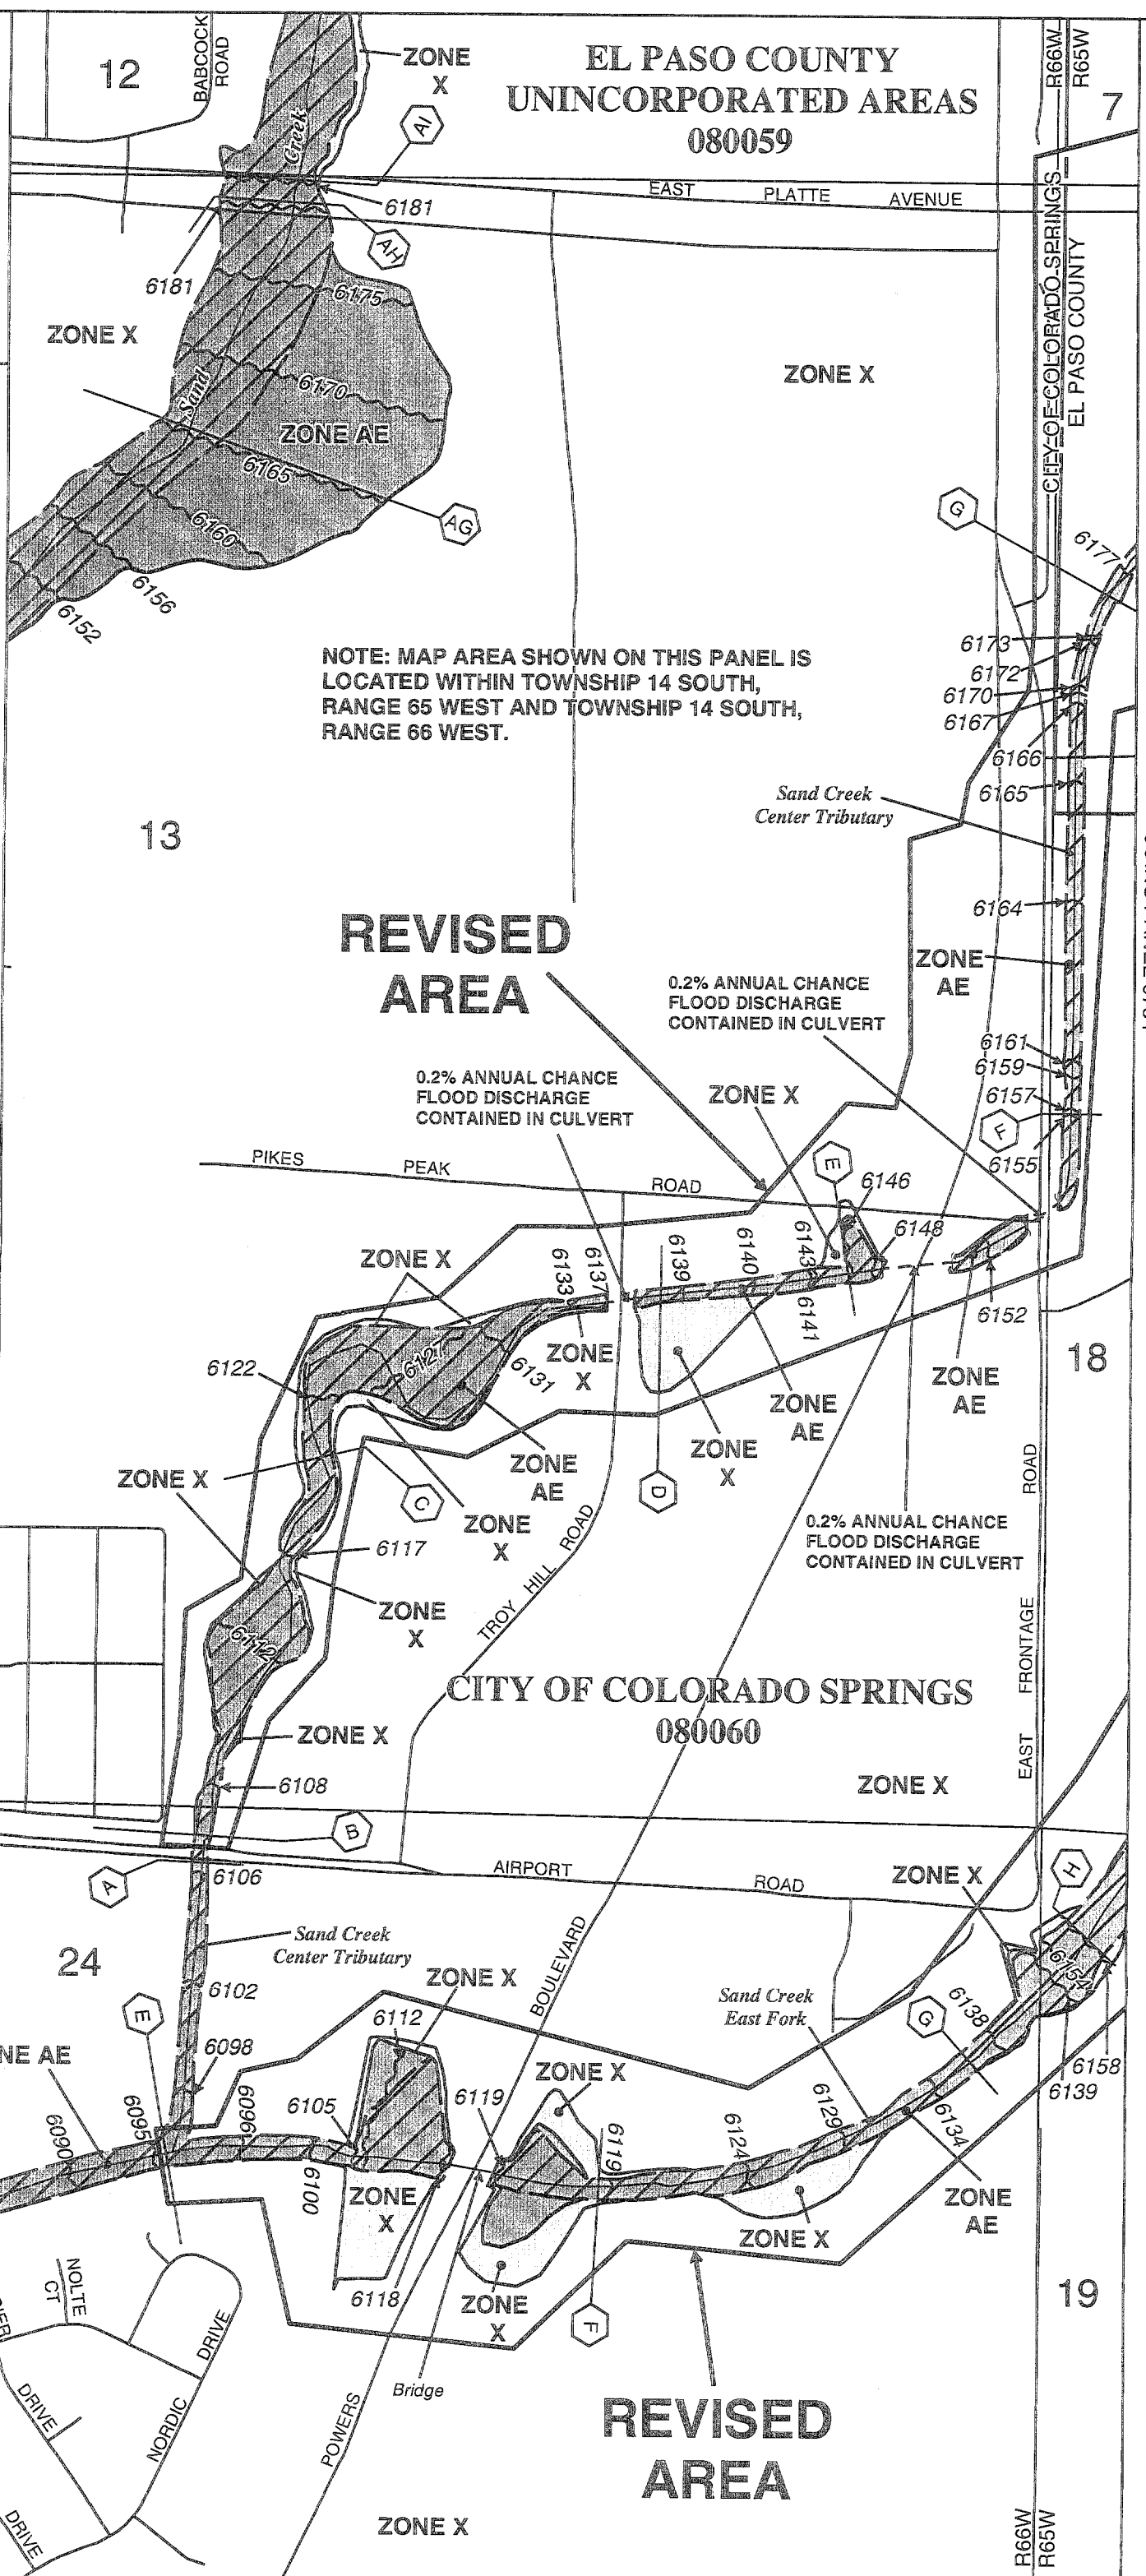 12
BABCOCK
ROAD
ZONE
X
EL PASO COUNTY
UNINCORPORATED AREAS
080059
R66W
R65W
7
AI
Creek
EAST PLATTE AVENUE
6181
AH
6181
6175
ZONE X
CITY OF COLORADO SPRINGS
EL PASO COUNTY
ZONE X
6170
Sand
ZONE AE
6165
AG
6160
G
6177
6156
6152
6173
NOTE: MAP AREA SHOWN ON THIS PANEL IS
LOCATED WITHIN TOWNSHIP 14 SOUTH,
RANGE 65 WEST AND TOWNSHIP 14 SOUTH,
RANGE 66 WEST.
6172
6170
6167
6166
6165
Sand Creek
Center Tributary
13
6164
REVISED
AREA
ZONE
AE
0.2% ANNUAL CHANCE
FLOOD DISCHARGE
CONTAINED IN CULVERT
6161
6159
0.2% ANNUAL CHANCE
FLOOD DISCHARGE
CONTAINED IN CULVERT
ZONE X
6157
F
6155
PIKES PEAK ROAD
E
6146
6148
6143
6140
6139
6137
6133
ZONE X
6141
6152
6127
6131
ZONE
X
6122
18
ZONE
AE
ZONE
AE
ZONE
X
ZONE X
ZONE
AE
C
D
ZONE
X
0.2% ANNUAL CHANCE
FLOOD DISCHARGE
CONTAINED IN CULVERT
6117
TROY HILL ROAD
EAST FRONTAGE ROAD
ZONE
X
6112
CITY OF COLORADO SPRINGS
080060
ZONE X
6108
ZONE X
B
A
6106
AIRPORT ROAD
ZONE X
H
Sand Creek
Center Tributary
24
ZONE X
6102
E
6154
Sand Creek
East Fork
6138
G
6112
NE AE
6098
6158
6139
ZONE X
6105
6119
6095
6096
6090
6129
6134
6119
6124
6100
ZONE
X
ZONE
AE
ZONE X
6118
ZONE
X
F
19
NOLTE
CT
DRIVE
Bridge
POWERS BOULEVARD
NORDIC
DRIVE
REVISED
AREA
ZONE X
DRIVE
R66W
R65W